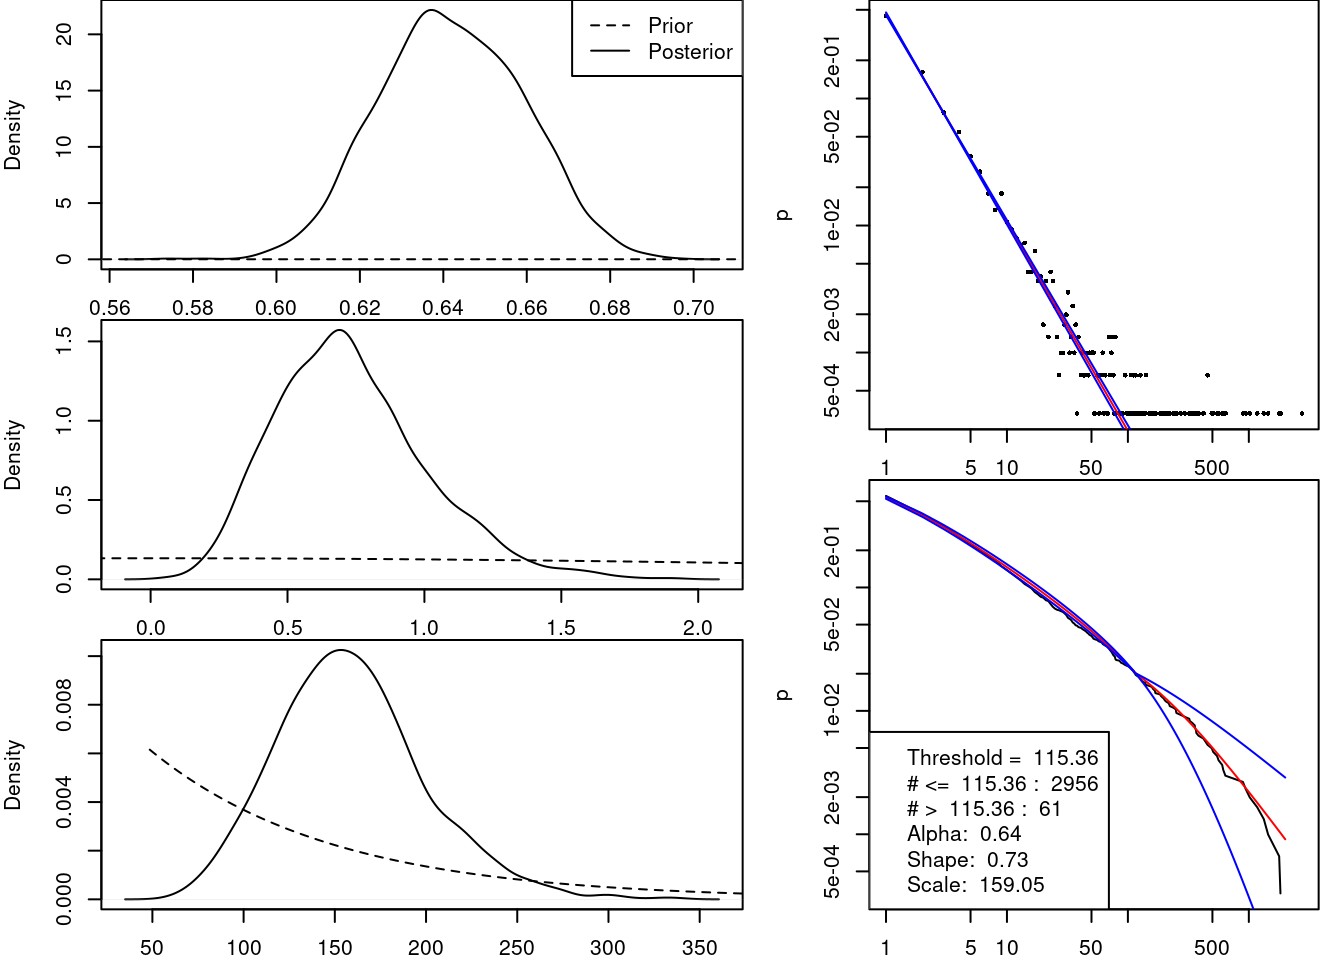 Density
0 5 10 15 20
Prior
Posterior
0.56 0.58 0.60 0.62 0.64 0.66 0.68 0.70
Density
0.0 0.5 1.0 1.5
0.0 0.5 1.0 1.5 2.0
Density
0.000 0.004 0.008
50 100 150 200 250 300 350
p
5e-04 2e-03 1e-02 5e-02 2e-01
1 5 10 50 500
p
5e-04 2e-03 1e-02 5e-02 2e-01
Threshold = 115.36
# <= 115.36 : 2956
# > 115.36 : 61
Alpha: 0.64
Shape: 0.73
Scale: 159.05
1 5 10 50 500